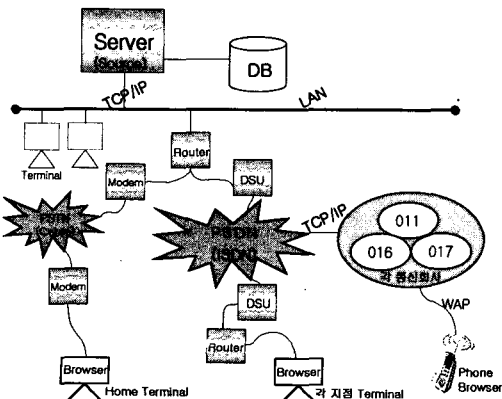 Server
(Source)
DB
TCP/IP
LAN
Terminal
Router
Modem
DSU
PSTN
PSDN
(ISDN)
TCP/IP
011
016
017
각 통신회사
Modem
DSU
WAP
Router
Browser
Home Terminal
Browser
각 지점 Terminal
Phone
Browser